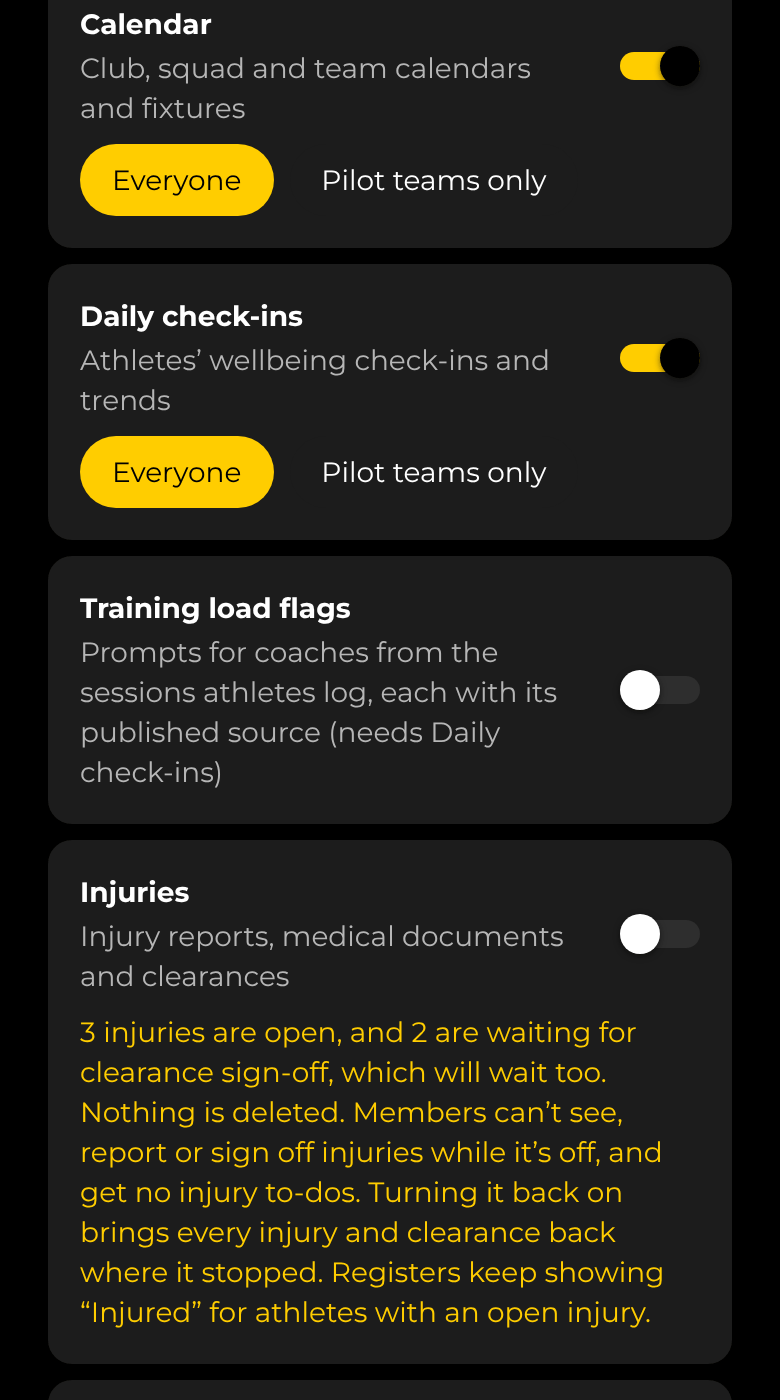 Calendar
Club, squad and team calendars
and fixtures
Everyone
Pilot teams only
Daily check-ins
Athletes’ wellbeing check-ins and
trends
Everyone
Pilot teams only
Training load flags
Prompts for coaches from the
sessions athletes log, each with its
published source (needs Daily
check-ins)
Injuries
Injury reports, medical documents
and clearances
3 injuries are open, and 2 are waiting for
clearance sign-off, which will wait too.
Nothing is deleted. Members can’t see,
report or sign off injuries while it’s off, and
get no injury to-dos. Turning it back on
brings every injury and clearance back
where it stopped. Registers keep showing
“Injured” for athletes with an open injury.